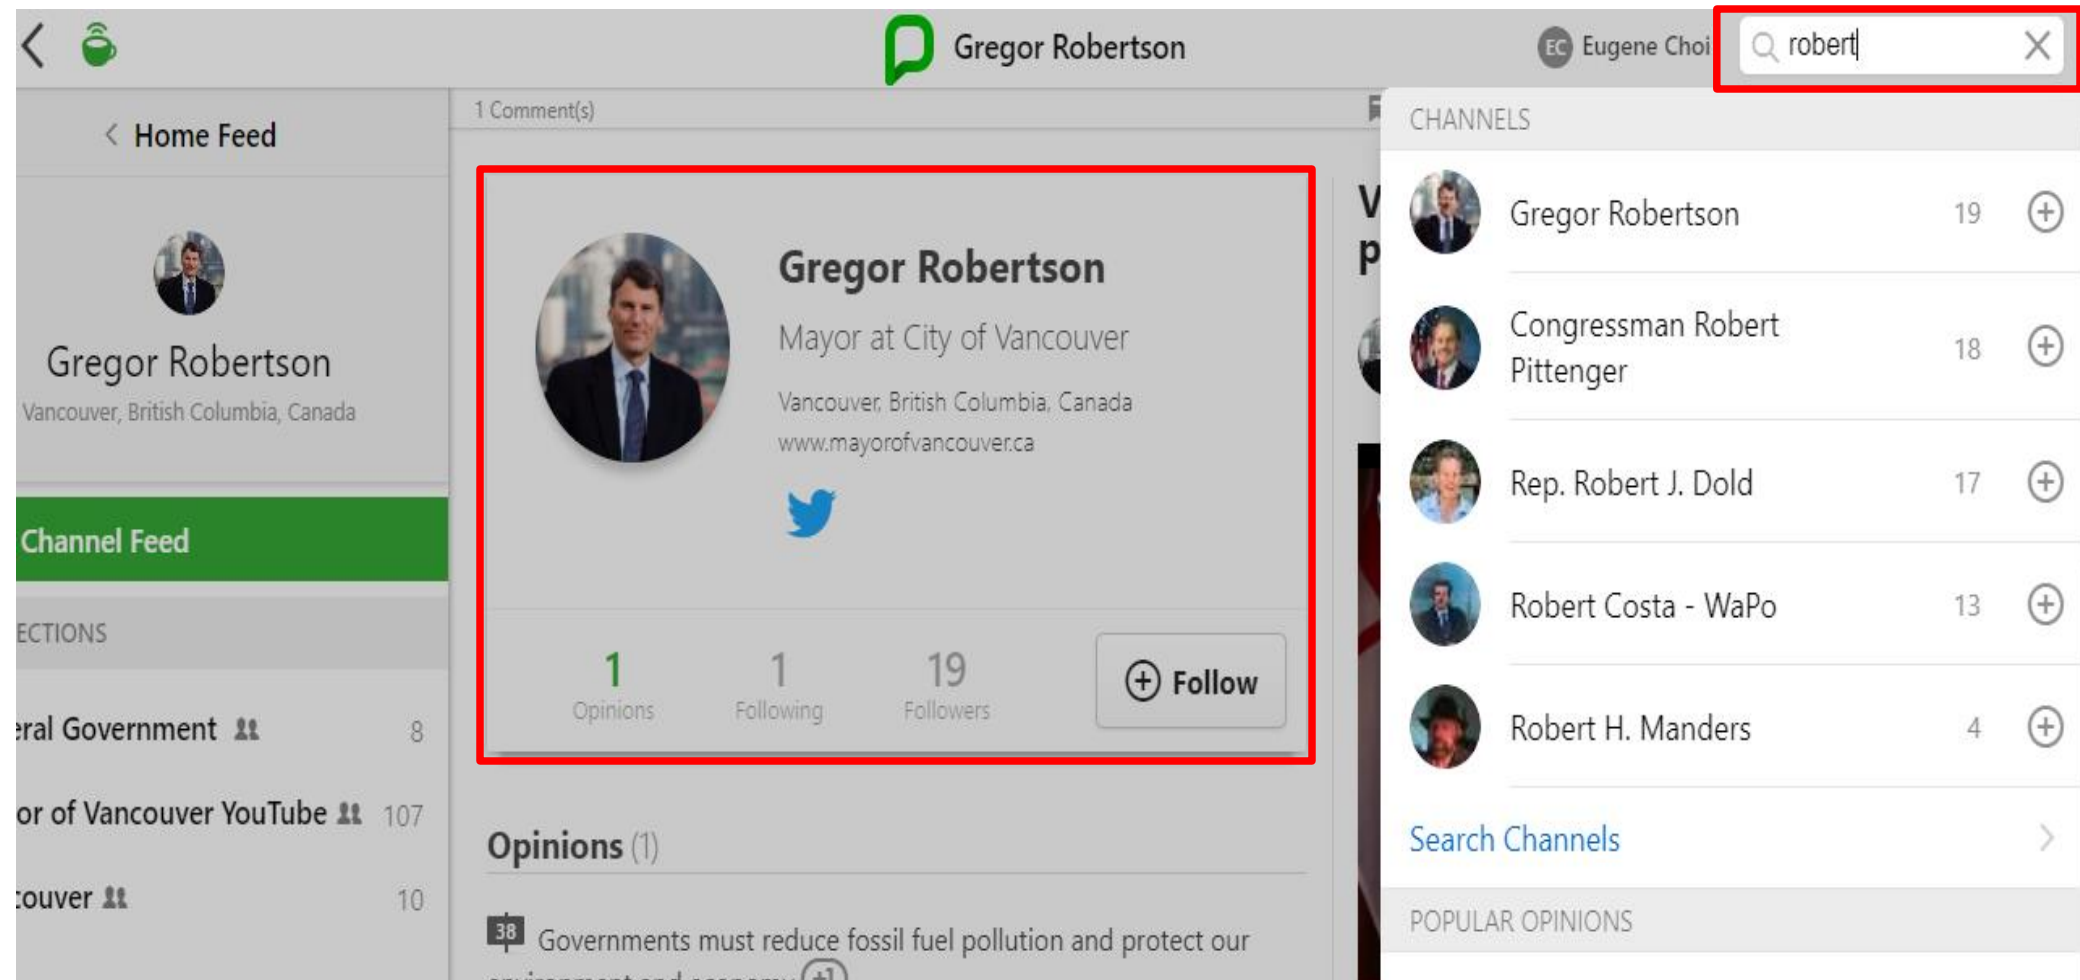 Gregor Robertson
EC Eugene Choi
robert
Home Feed
Gregor Robertson
Vancouver, British Columbia, Canada
Channel Feed
ECTIONS
eral Government 8
or of Vancouver YouTube 107
couver 10
1 Comment(s)
Gregor Robertson
Mayor at City of Vancouver
Vancouver, British Columbia, Canada
www.mayorofvancouver.ca
1 Opinions
1 Following
19 Followers
Follow
Opinions (1)
38 Governments must reduce fossil fuel pollution and protect our
environment and economy +1
V
p
CHANNELS
Gregor Robertson 19
Congressman Robert
Pittenger 18
Rep. Robert J. Dold 17
Robert Costa - WaPo 13
Robert H. Manders 4
Search Channels
POPULAR OPINIONS